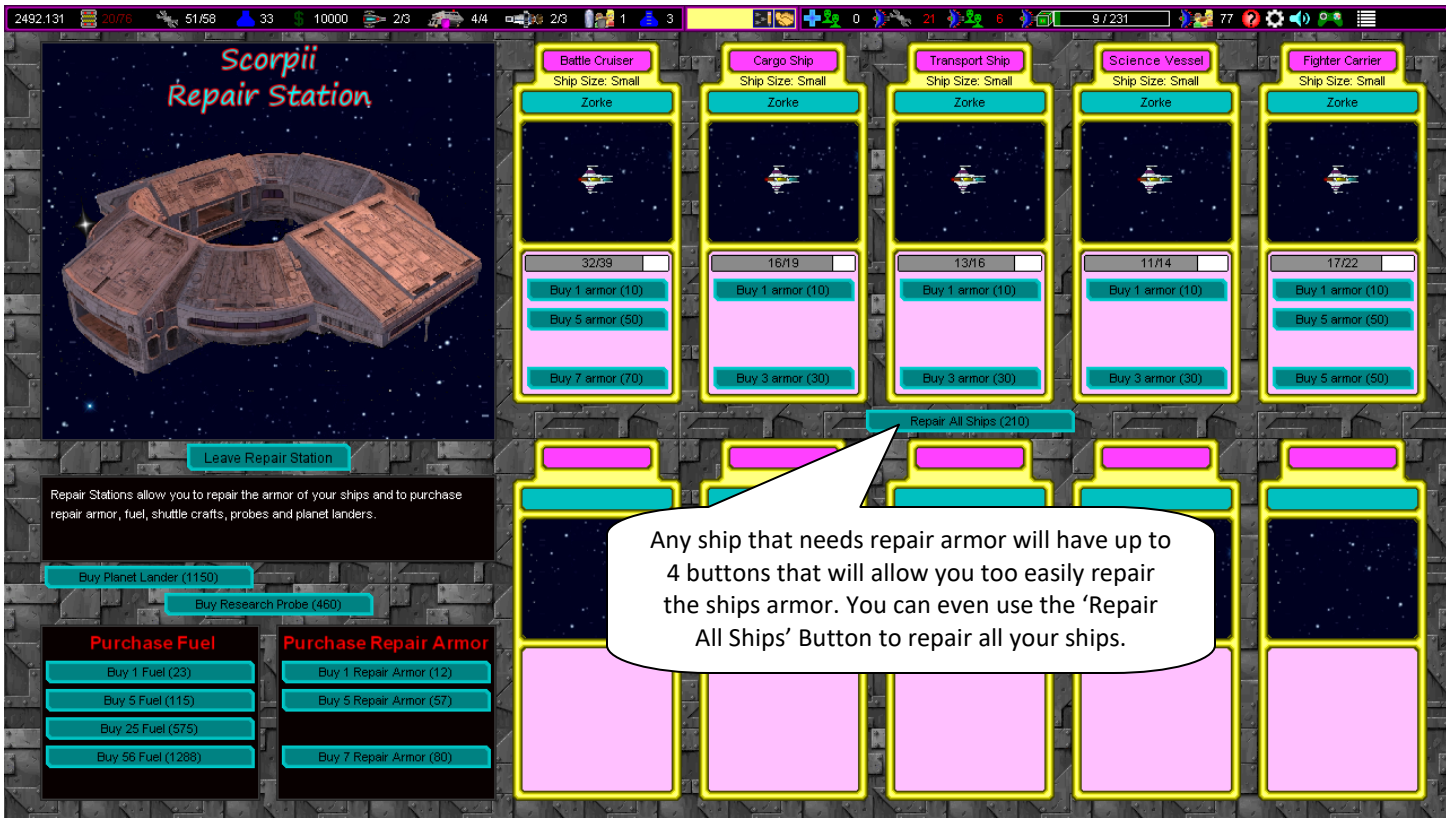 2492.131 20/76 51/58 33 $ 10000 2/3 4/4 2/3 1 3 0 21 6 9 / 231 77
Scorpii
Repair Station
Leave Repair Station
Repair Stations allow you to repair the armor of your ships and to purchase
repair armor, fuel, shuttle crafts, probes and planet landers.
Buy Planet Lander (1150)
Buy Research Probe (460)
Purchase Fuel
Buy 1 Fuel (23)
Buy 5 Fuel (115)
Buy 25 Fuel (575)
Buy 56 Fuel (1288)
Purchase Repair Armor
Buy 1 Repair Armor (12)
Buy 5 Repair Armor (57)
Buy 7 Repair Armor (80)
Battle Cruiser
Ship Size: Small
Zorke
32/39
Buy 1 armor (10)
Buy 5 armor (50)
Buy 7 armor (70)
Cargo Ship
Ship Size: Small
Zorke
16/19
Buy 1 armor (10)
Buy 3 armor (30)
Transport Ship
Ship Size: Small
Zorke
13/16
Buy 1 armor (10)
Buy 3 armor (30)
Science Vessel
Ship Size: Small
Zorke
11/14
Buy 1 armor (10)
Buy 3 armor (30)
Fighter Carrier
Ship Size: Small
Zorke
17/22
Buy 1 armor (10)
Buy 5 armor (50)
Buy 5 armor (50)
Repair All Ships (210)
Any ship that needs repair armor will have up to
4 buttons that will allow you too easily repair
the ships armor. You can even use the ‘Repair
All Ships’ Button to repair all your ships.